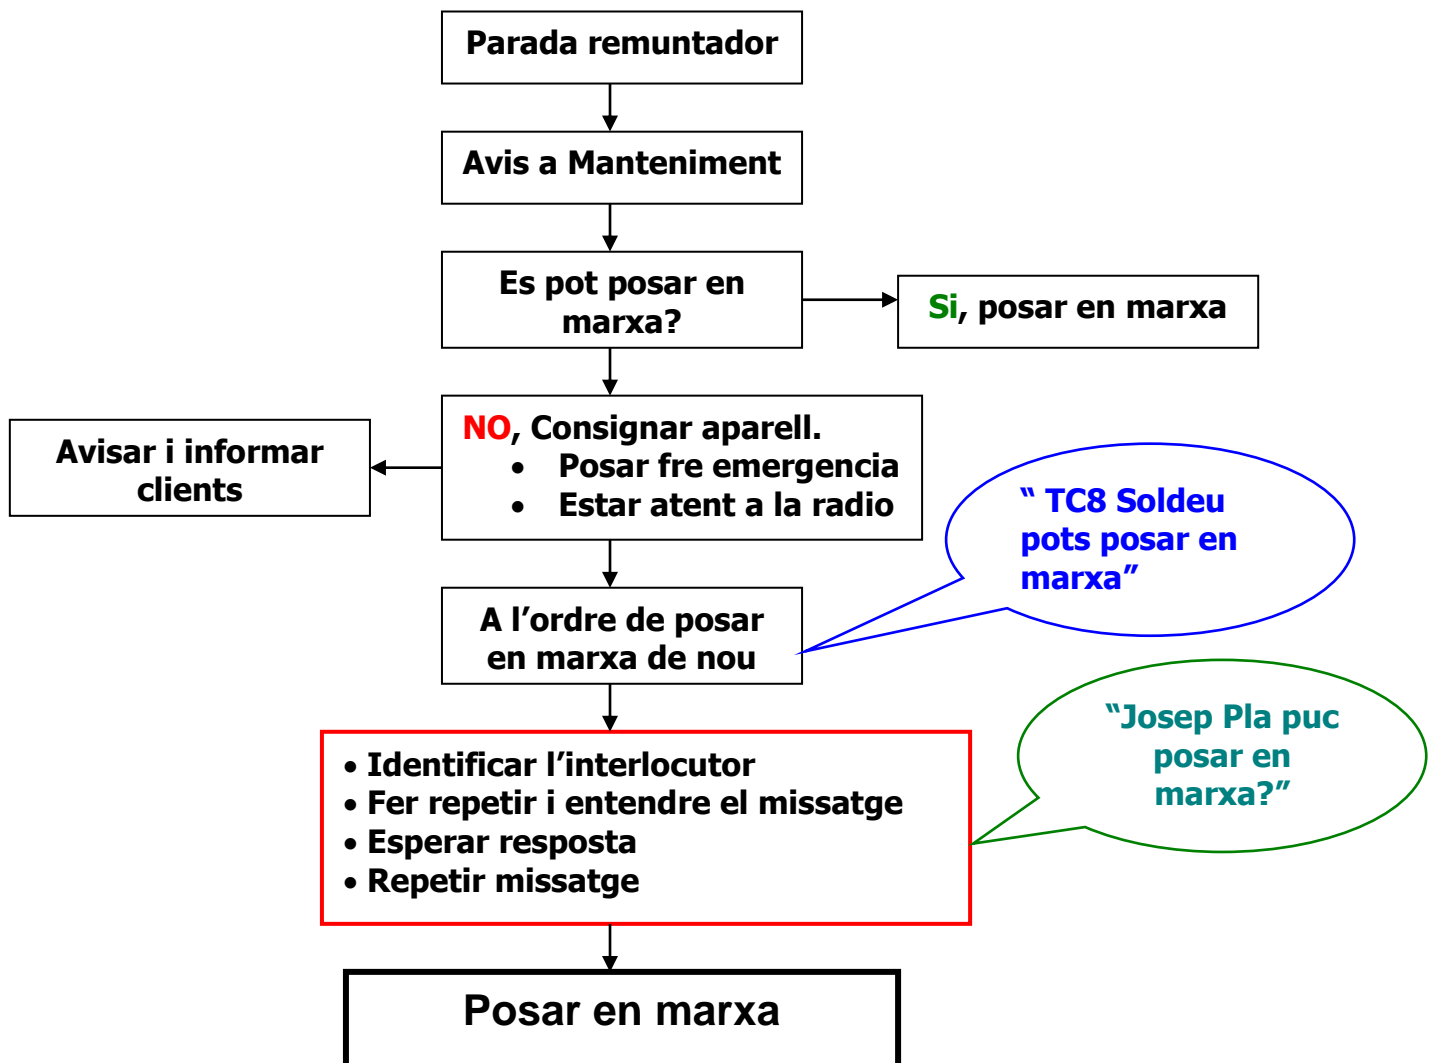 Parada remuntador
Avis a Manteniment
Es pot posar en
marxa?
Si, posar en marxa
NO, Consignar aparell.
• Posar fre emergencia
• Estar atent a la radio
Avisar i informar
clients
“ TC8 Soldeu
pots posar en
marxa”
A l’ordre de posar
en marxa de nou
“Josep Pla puc
posar en
marxa?”
• Identificar l’interlocutor
• Fer repetir i entendre el missatge
• Esperar resposta
• Repetir missatge
Posar en marxa